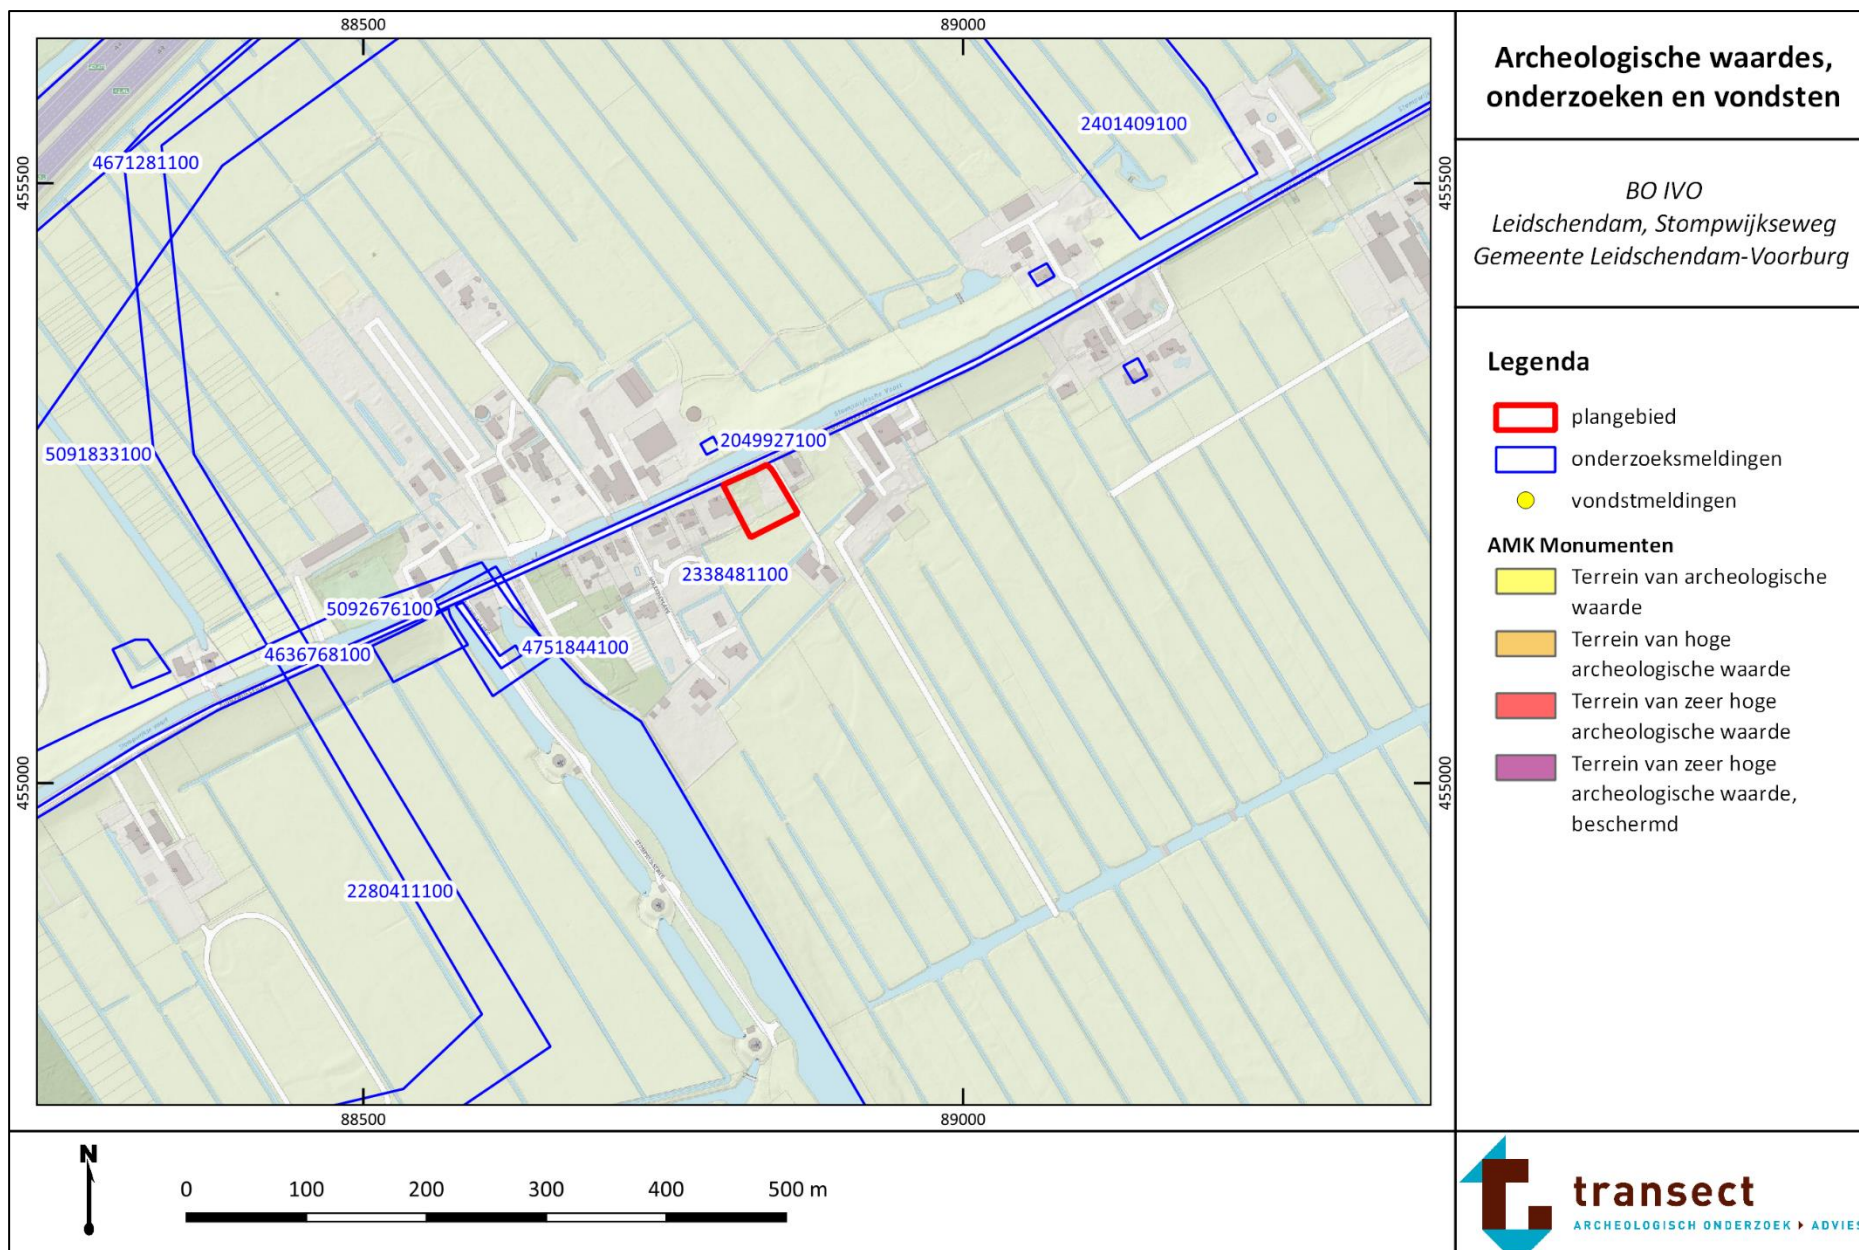 88500
89000
455500
455500
455000
455000
88500
89000
4671281100
2401409100
5091833100
2049927100
2338481100
5092676100
4636768100
4751844100
2280411100
Archeologische waardes,
onderzoeken en vondsten
BO IVO
Leidschendam, Stompwijkseweg
Gemeente Leidschendam-Voorburg
Legenda
plangebied
onderzoeksmeldingen
vondstmeldingen
AMK Monumenten
Terrein van archeologische
waarde
Terrein van hoge
archeologische waarde
Terrein van zeer hoge
archeologische waarde
Terrein van zeer hoge
archeologische waarde,
beschermd
N
0 100 200 300 400 500 m
transect
ARCHEOLOGISCH ONDERZOEK ▶ ADVIES